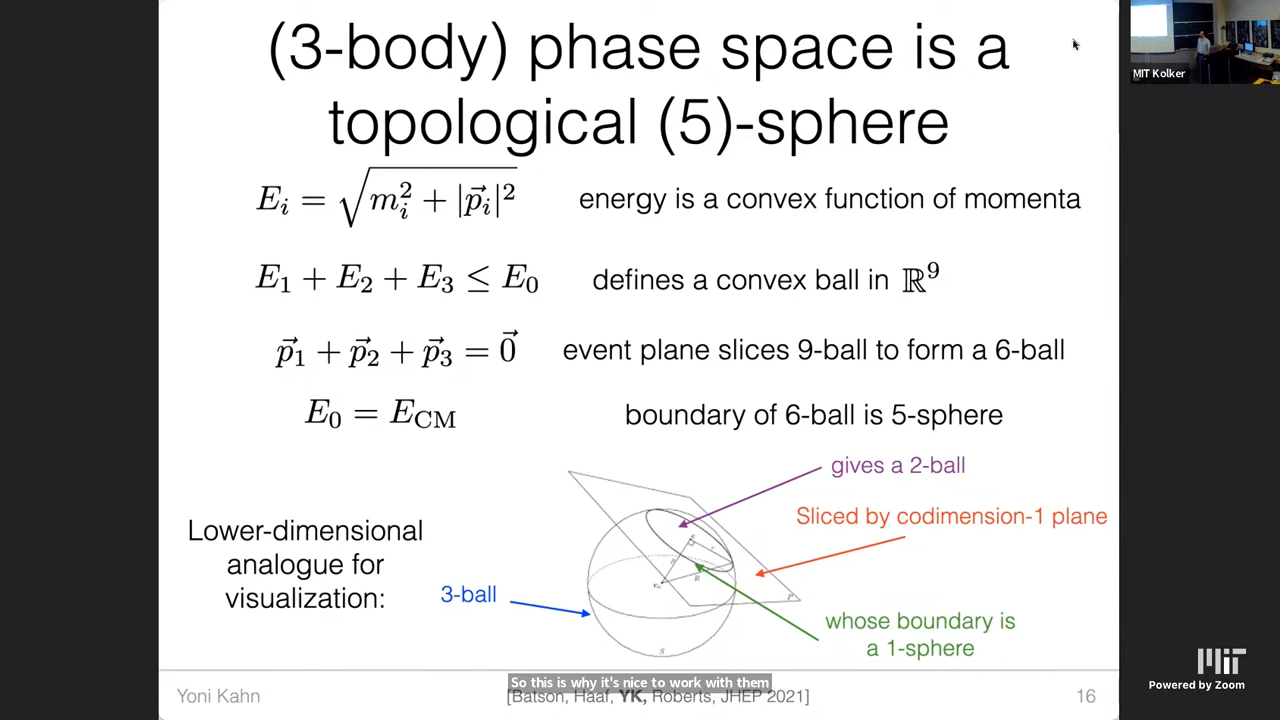 (3-body) phase space is a
topological (5)-sphere
MIT Kolker
E_i = √(m_i^2 + |p⃗_i|^2) energy is a convex function of momenta
E_1 + E_2 + E_3 ≤ E_0 defines a convex ball in ℝ^9
p⃗_1 + p⃗_2 + p⃗_3 = 0⃗ event plane slices 9-ball to form a 6-ball
E_0 = E_CM boundary of 6-ball is 5-sphere
gives a 2-ball
Sliced by codimension-1 plane
Lower-dimensional
analogue for
visualization:
3-ball
R
P
S
whose boundary is
a 1-sphere
So this is why it's nice to work with them
Yoni Kahn
[Batson, Haaf, YK, Roberts, JHEP 2021]
16
MIT
Powered by Zoom